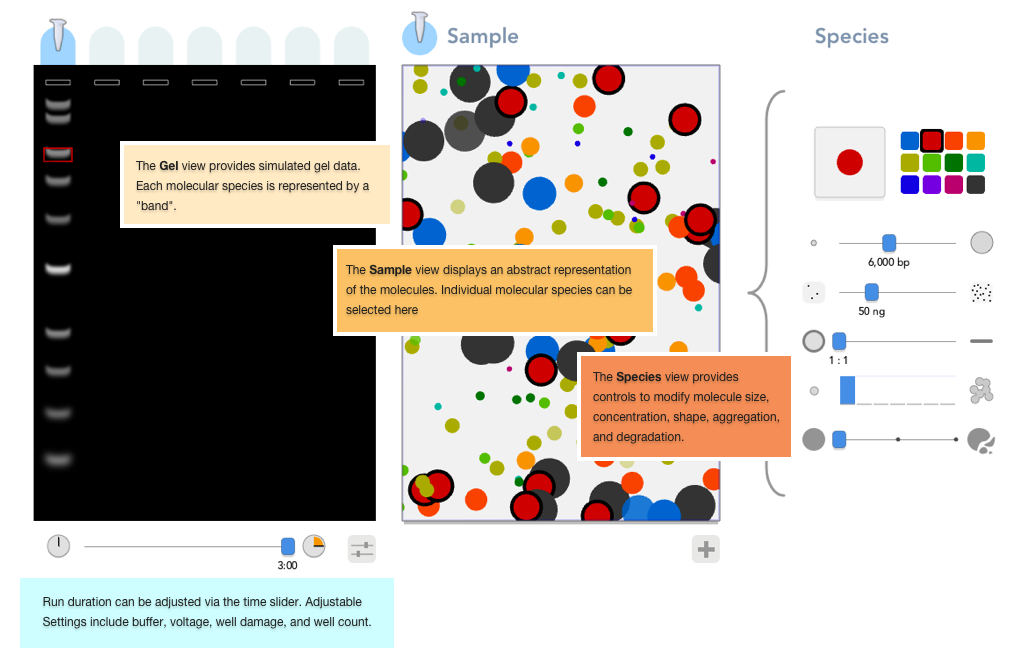 Sample
Species
The Gel view provides simulated gel data.
Each molecular species is represented by a
"band".
The Sample view displays an abstract representation
of the molecules. Individual molecular species can be
selected here
6,000 bp
50 ng
1 : 1
The Species view provides
controls to modify molecule size,
concentration, shape, aggregation,
and degradation.
3:00
Run duration can be adjusted via the time slider. Adjustable
Settings include buffer, voltage, well damage, and well count.